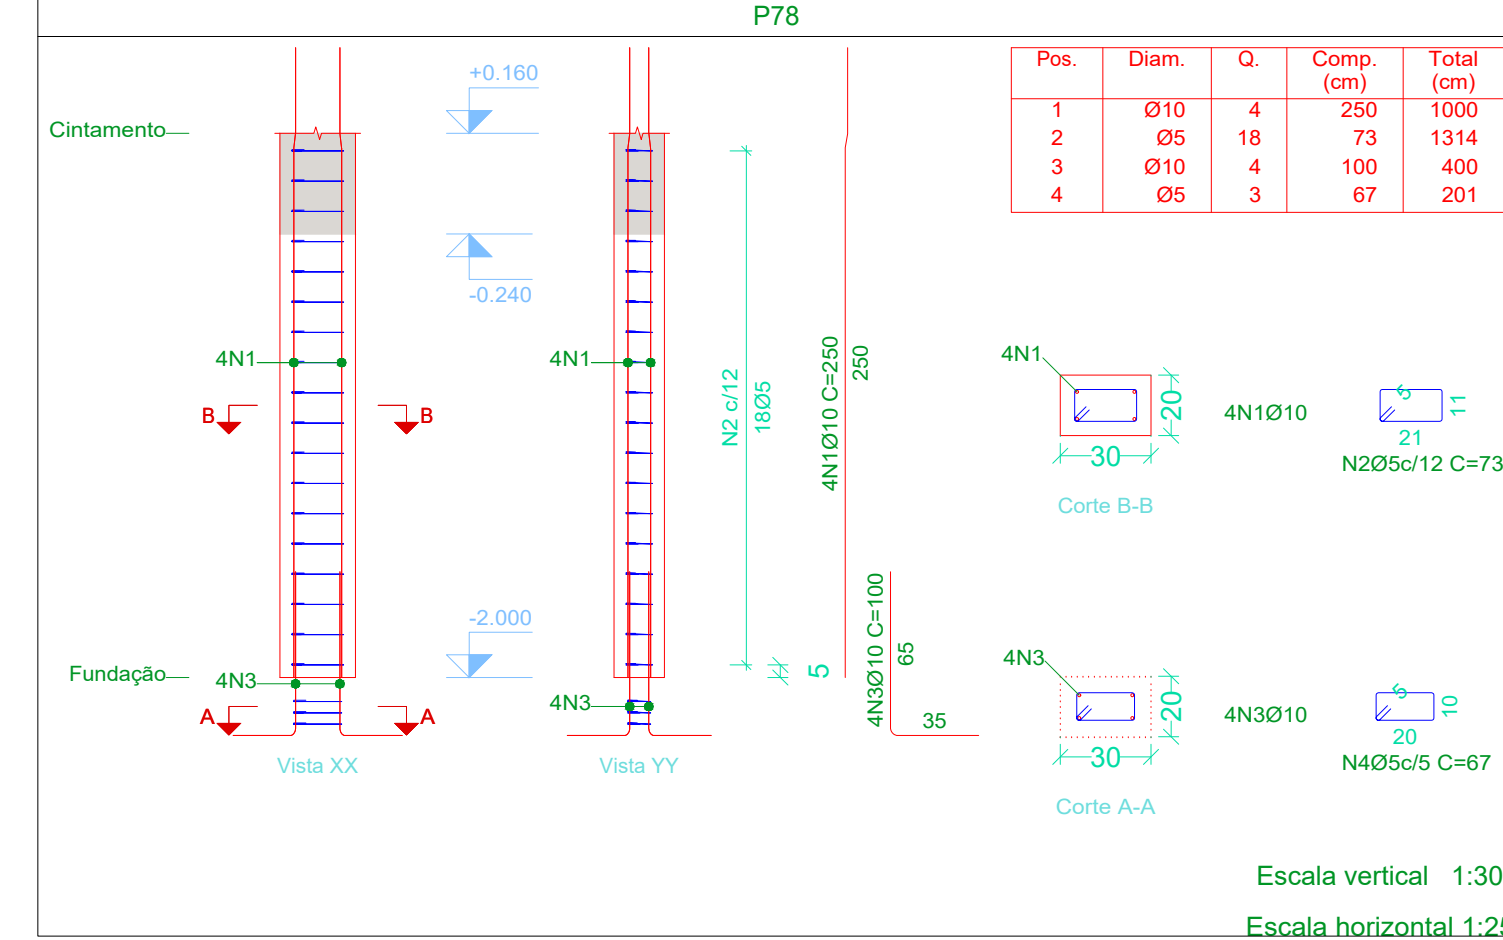 P78
Cintamento
+0.160
-0.240
-2.000
Fundação
4N1
4N1
B
B
4N3
4N3
A
A
Vista XX
Vista YY
N2 c/12
18Ø5
5
4N1Ø10 C=250
250
4N3Ø10 C=100
65
35
Pos. Diam. Q. Comp. (cm) Total (cm)
1 Ø10 4 250 1000
2 Ø5 18 73 1314
3 Ø10 4 100 400
4 Ø5 3 67 201
4N1
20
30
Corte B-B
4N1Ø10
5
11
21
N2Ø5c/12 C=73
4N3
20
30
Corte A-A
4N3Ø10
5
10
20
N4Ø5c/5 C=67
Escala vertical 1:30
Escala horizontal 1:25